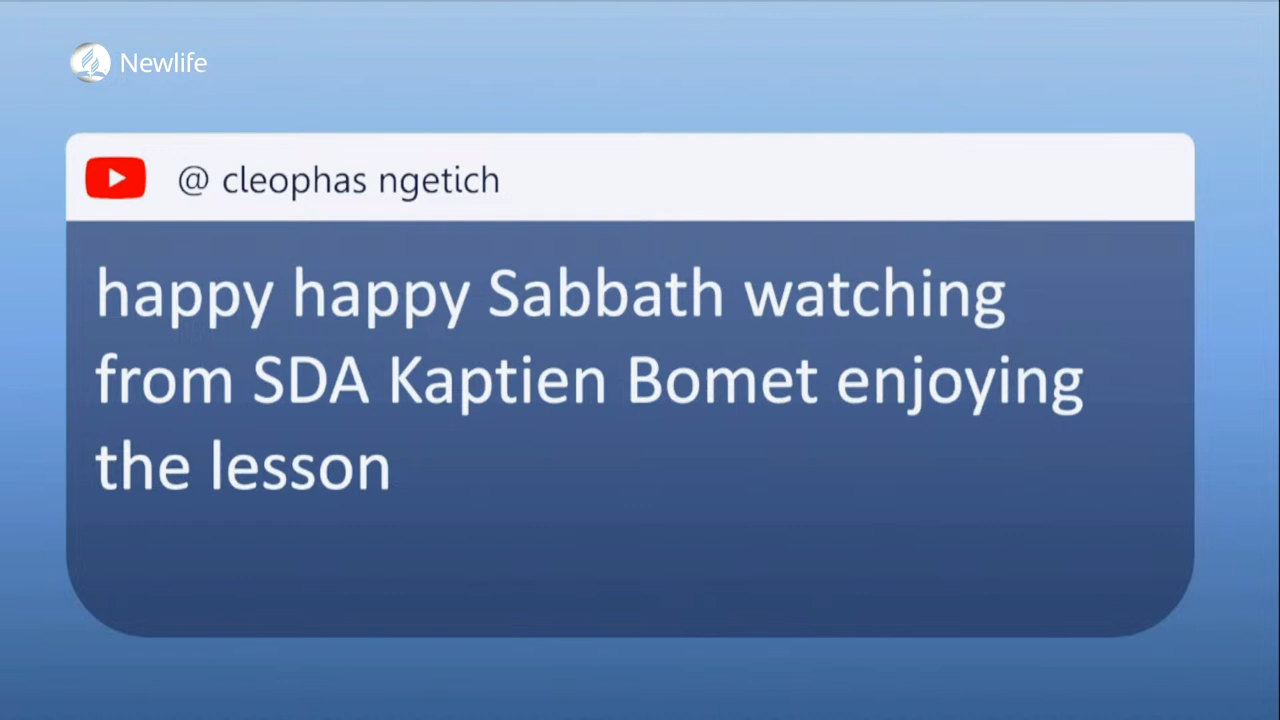 Newlife
@ cleophas ngetich
happy happy Sabbath watching
from SDA Kaptien Bomet enjoying
the lesson